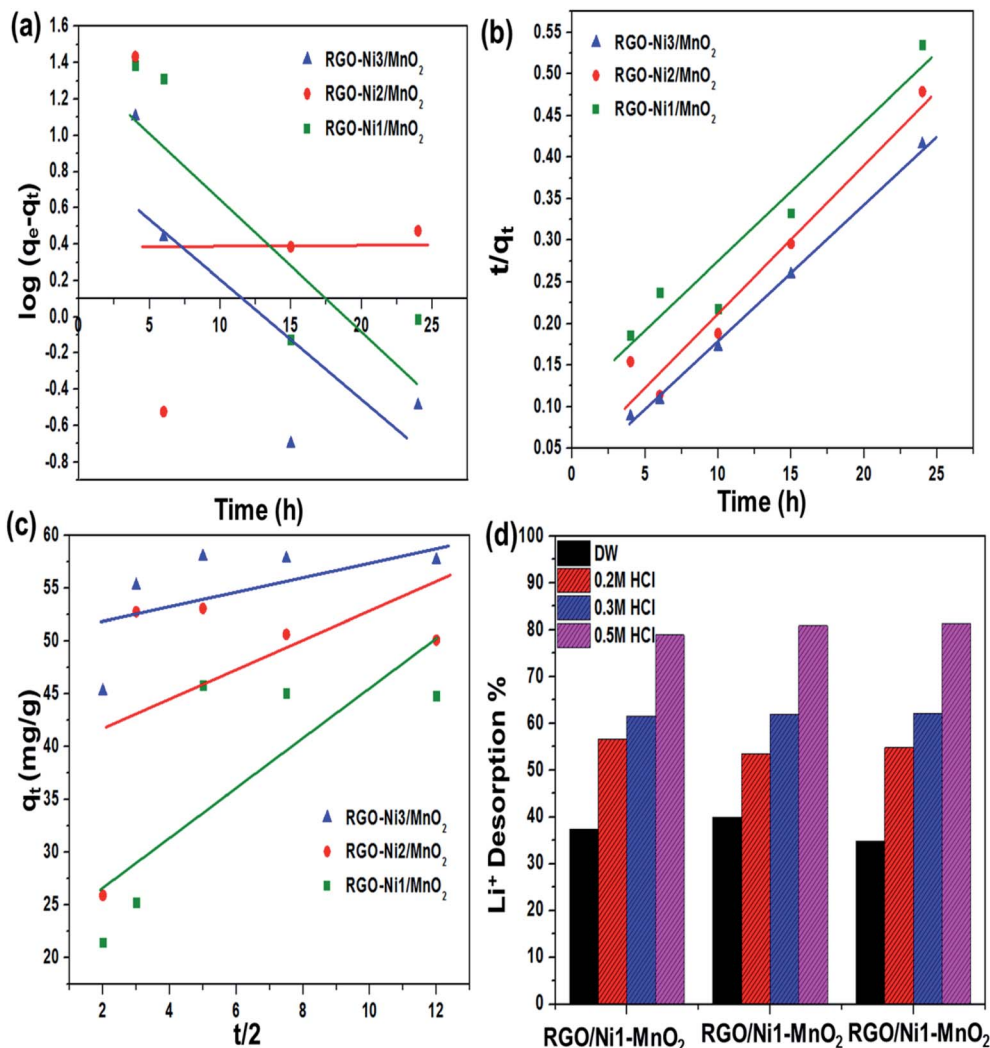 (a)
1.6
1.4
1.2
1.0
0.8
0.6
0.4
0.2
0.0
-0.2
-0.4
-0.6
-0.8
log (qₑ-qₜ)
0 5 10 15 20 25
Time (h)
RGO-Ni3/MnO₂
RGO-Ni2/MnO₂
RGO-Ni1/MnO₂
(b)
0.55
0.50
0.45
0.40
0.35
0.30
0.25
0.20
0.15
0.10
0.05
t/qₜ
0 5 10 15 20 25
Time (h)
RGO-Ni3/MnO₂
RGO-Ni2/MnO₂
RGO-Ni1/MnO₂
(c)
60
55
50
45
40
35
30
25
20
qₜ (mg/g)
2 4 6 8 10 12
t/2
RGO-Ni3/MnO₂
RGO-Ni2/MnO₂
RGO-Ni1/MnO₂
(d)
100
90
80
70
60
50
40
30
20
10
0
Li⁺ Desorption %
DW
0.2M HCl
0.3M HCl
0.5M HCl
RGO/Ni1-MnO₂ RGO/Ni1-MnO₂ RGO/Ni1-MnO₂